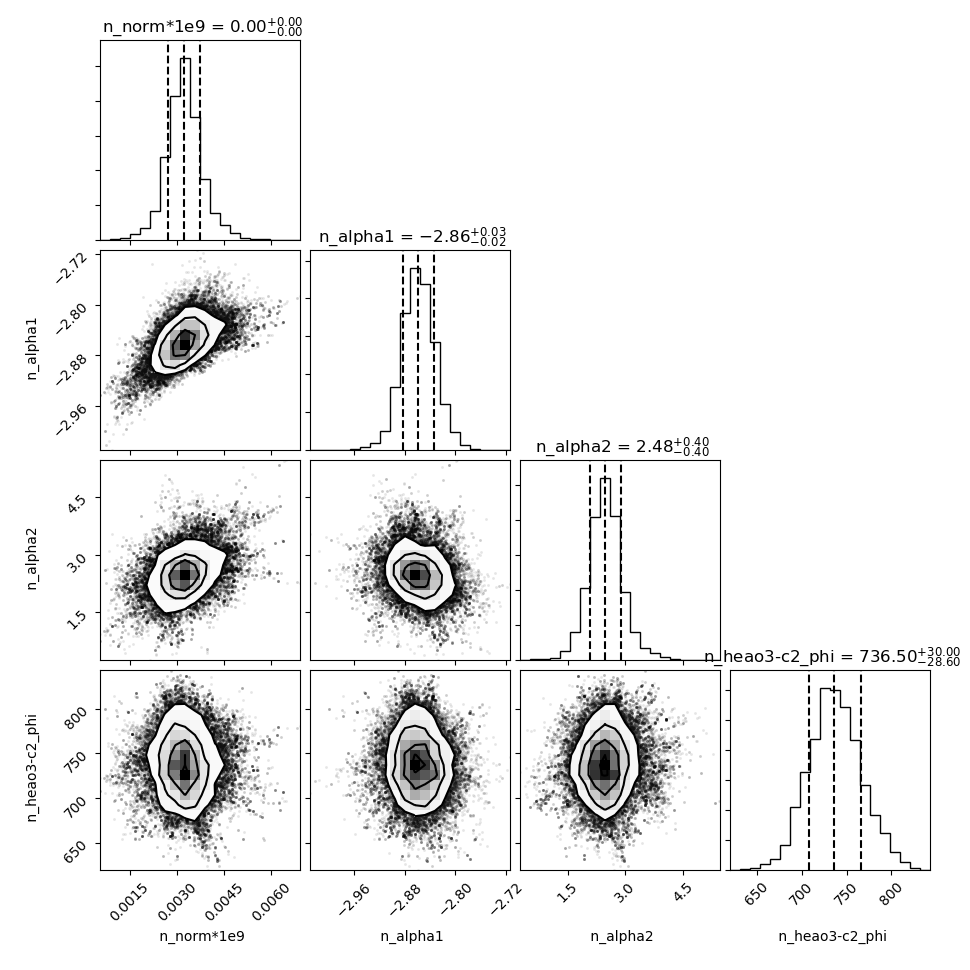 n_norm*1e9 = 0.00+0.00 −0.00
n_alpha1 = −2.86+0.03 −0.02
−2.72
−2.80
−2.88
−2.96
n_alpha1
n_alpha2 = 2.48+0.40 −0.40
4.5
3.0
1.5
n_alpha2
n_heao3-c2_phi = 736.50+30.00 −28.60
800
750
700
650
n_heao3-c2_phi
0.0015 0.0030 0.0045 0.0060
−2.96 −2.88 −2.80 −2.72
1.5 3.0 4.5
650 700 750 800
n_norm*1e9 n_alpha1 n_alpha2 n_heao3-c2_phi